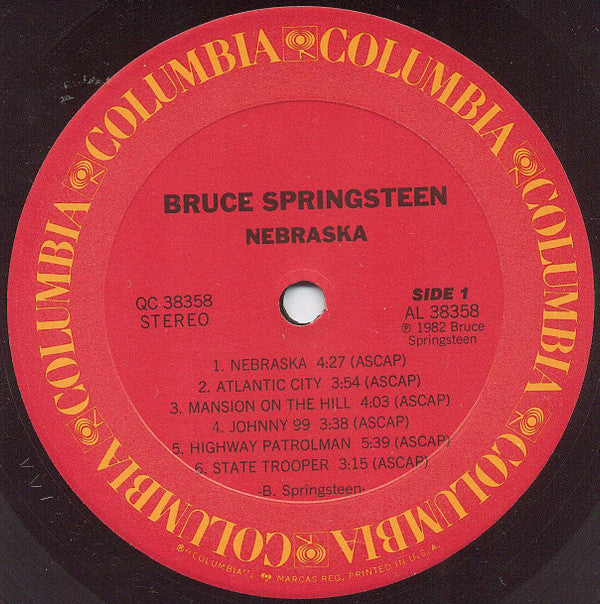 COLUMBIA COLUMBIA COLUMBIA COLUMBIA COLUMBIA COLUMBIA COLUMBIA COLUMBIA
BRUCE SPRINGSTEEN
NEBRASKA
QC 38358
STEREO
SIDE 1
AL 38358
℗ 1982 Bruce
Springsteen
1. NEBRASKA 4:27 (ASCAP)
2. ATLANTIC CITY 3:54 (ASCAP)
3. MANSION ON THE HILL 4:03 (ASCAP)
4. JOHNNY 99 3:38 (ASCAP)
5. HIGHWAY PATROLMAN 5:39 (ASCAP)
6. STATE TROOPER 3:15 (ASCAP)
-B. Springsteen-
®"COLUMBIA", MARCAS REG. PRINTED IN U.S.A.